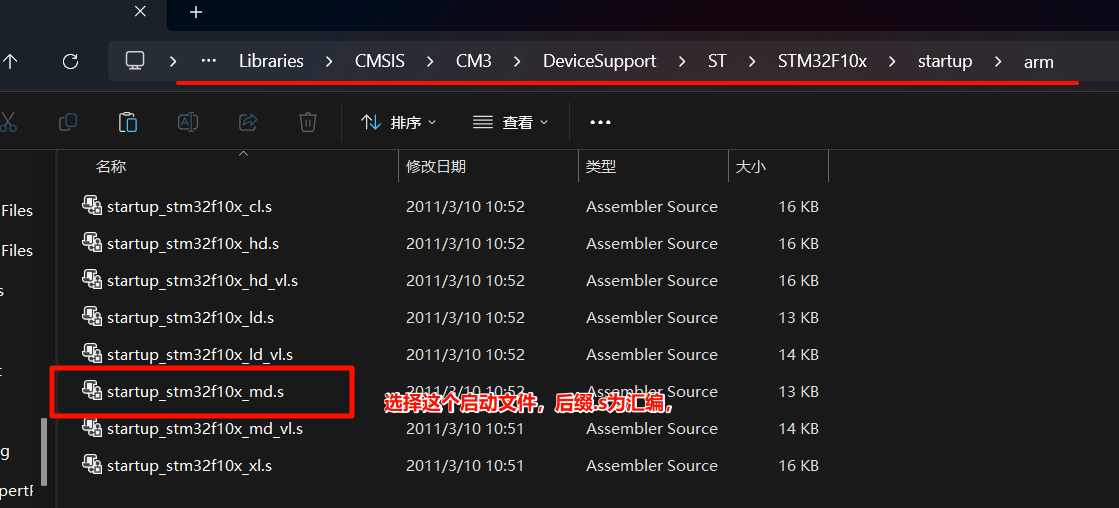 ··· Libraries > CMSIS > CM3 > DeviceSupport > ST > STM32F10x > startup > arm
排序 查看 ···
名称 修改日期 类型 大小
startup_stm32f10x_cl.s 2011/3/10 10:52 Assembler Source 16 KB
Files
startup_stm32f10x_hd.s 2011/3/10 10:52 Assembler Source 16 KB
Files
startup_stm32f10x_hd_vl.s 2011/3/10 10:52 Assembler Source 16 KB
s
startup_stm32f10x_ld.s 2011/3/10 10:52 Assembler Source 13 KB
startup_stm32f10x_ld_vl.s 2011/3/10 10:52 Assembler Source 14 KB
t
startup_stm32f10x_md.s 2011/3/10 10:52 Assembler Source 13 KB
选择这个启动文件，后缀.s为汇编，
startup_stm32f10x_md_vl.s 2011/3/10 10:51 Assembler Source 14 KB
g
startup_stm32f10x_xl.s 2011/3/10 10:51 Assembler Source 16 KB